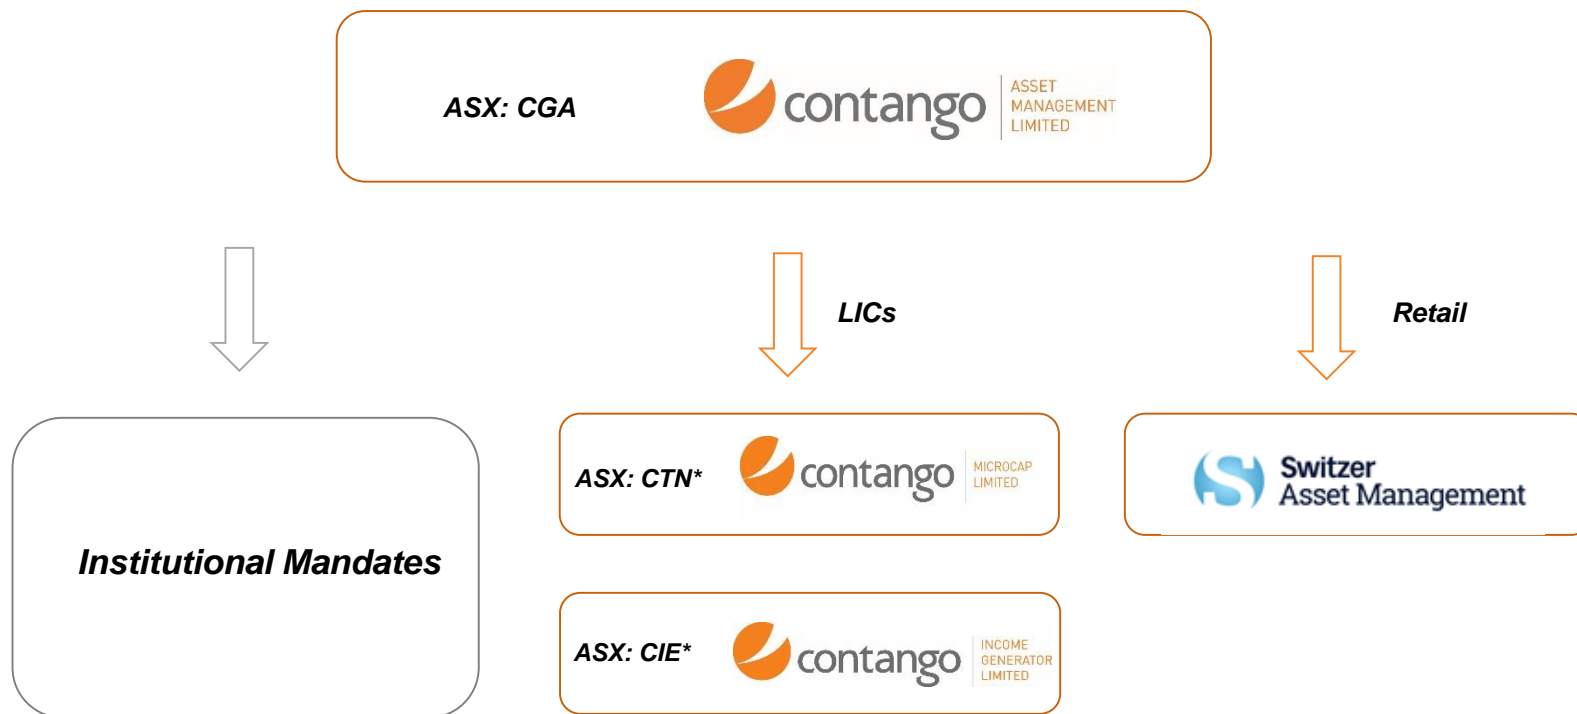 ASX: CGA
contango
ASSET
MANAGEMENT
LIMITED
LICs
Retail
Institutional Mandates
ASX: CTN*
contango
MICROCAP
LIMITED
Switzer
Asset Management
ASX: CIE*
contango
INCOME
GENERATOR
LIMITED